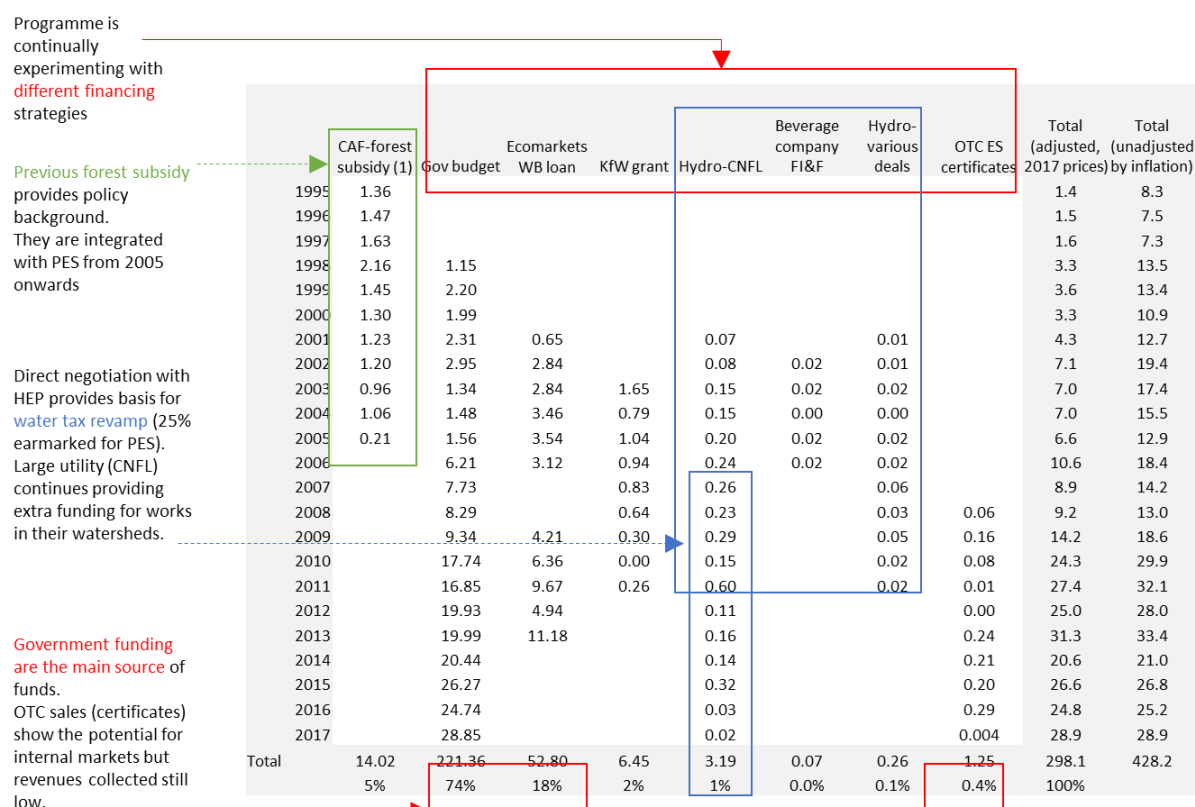 Programme is
continually
experimenting with
different financing
strategies
Previous forest subsidy
provides policy
background.
They are integrated
with PES from 2005
onwards
Direct negotiation with
HEP provides basis for
water tax revamp (25%
earmarked for PES).
Large utility (CNFL)
continues providing
extra funding for works
in their watersheds.
Government funding
are the main source of
funds.
OTC sales (certificates)
show the potential for
internal markets but
revenues collected still
low.
Beverage Hydro- Total Total
CAF-forest Ecomarkets company various OTC ES (adjusted, (unadjusted
subsidy (1) Gov budget WB loan KfW grant Hydro-CNFL FI&F deals certificates 2017 prices) by inflation)
1995 1.36 1.4 8.3
1996 1.47 1.5 7.5
1997 1.63 1.6 7.3
1998 2.16 1.15 3.3 13.5
1999 1.45 2.20 3.6 13.4
2000 1.30 1.99 3.3 10.9
2001 1.23 2.31 0.65 0.07 0.01 4.3 12.7
2002 1.20 2.95 2.84 0.08 0.02 0.01 7.1 19.4
2003 0.96 1.34 2.84 1.65 0.15 0.02 0.02 7.0 17.4
2004 1.06 1.48 3.46 0.79 0.15 0.00 0.00 7.0 15.5
2005 0.21 1.56 3.54 1.04 0.20 0.02 0.02 6.6 12.9
2006 6.21 3.12 0.94 0.24 0.02 0.02 10.6 18.4
2007 7.73 0.83 0.26 0.06 8.9 14.2
2008 8.29 0.64 0.23 0.03 0.06 9.2 13.0
2009 9.34 4.21 0.30 0.29 0.05 0.16 14.2 18.6
2010 17.74 6.36 0.00 0.15 0.02 0.08 24.3 29.9
2011 16.85 9.67 0.26 0.60 0.02 0.01 27.4 32.1
2012 19.93 4.94 0.11 0.00 25.0 28.0
2013 19.99 11.18 0.16 0.24 31.3 33.4
2014 20.44 0.14 0.21 20.6 21.0
2015 26.27 0.32 0.20 26.6 26.8
2016 24.74 0.03 0.29 24.8 25.2
2017 28.85 0.02 0.004 28.9 28.9
Total 14.02 221.36 52.80 6.45 3.19 0.07 0.26 1.25 298.1 428.2
5% 74% 18% 2% 1% 0.0% 0.1% 0.4% 100%